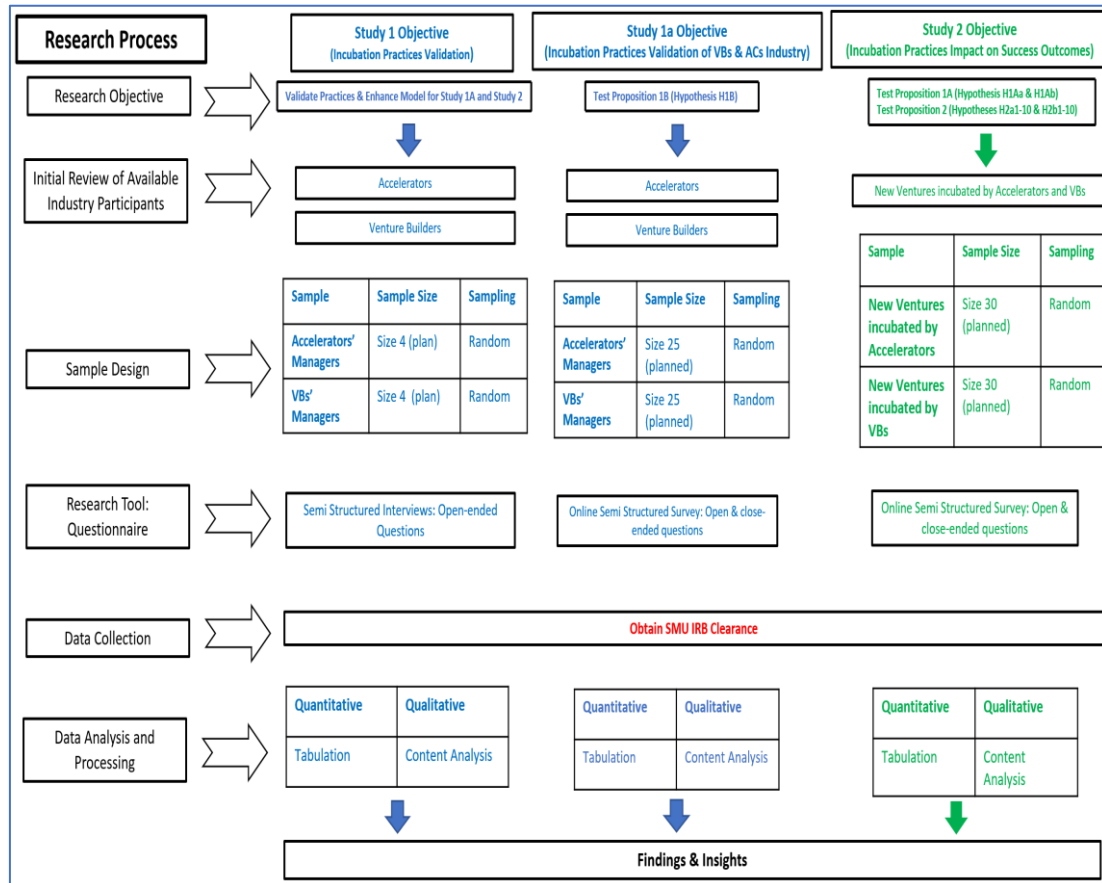 Research Process
Study 1 Objective
(Incubation Practices Validation)
Study 1a Objective
(Incubation Practices Validation of VBs & ACs Industry)
Study 2 Objective
(Incubation Practices Impact on Success Outcomes)
Research Objective
Validate Practices & Enhance Model for Study 1A and Study 2
Test Proposition 1B (Hypothesis H1B)
Test Proposition 1A (Hypothesis H1Aa & H1Ab)
Test Proposition 2 (Hypotheses H2a1-10 & H2b1-10)
Initial Review of Available
Industry Participants
Accelerators
Venture Builders
Accelerators
Venture Builders
New Ventures incubated by Accelerators and VBs
Sample Design
Sample
Sample Size
Sampling
Accelerators'
Managers
Size 4 (plan)
Random
VBs'
Managers
Size 4 (plan)
Random
Sample
Sample Size
Sampling
Accelerators'
Managers
Size 25
(planned)
Random
VBs'
Managers
Size 25
(planned)
Random
Sample
Sample Size
Sampling
New Ventures
incubated by
Accelerators
Size 30
(planned)
Random
New Ventures
incubated by
VBs
Size 30
(planned)
Random
Research Tool:
Questionnaire
Semi Structured Interviews: Open-ended
Questions
Online Semi Structured Survey: Open & close-
ended questions
Online Semi Structured Survey: Open &
close-ended questions
Data Collection
Obtain SMU IRB Clearance
Data Analysis and
Processing
Quantitative
Qualitative
Tabulation
Content Analysis
Quantitative
Qualitative
Tabulation
Content Analysis
Quantitative
Qualitative
Tabulation
Content
Analysis
Findings & Insights